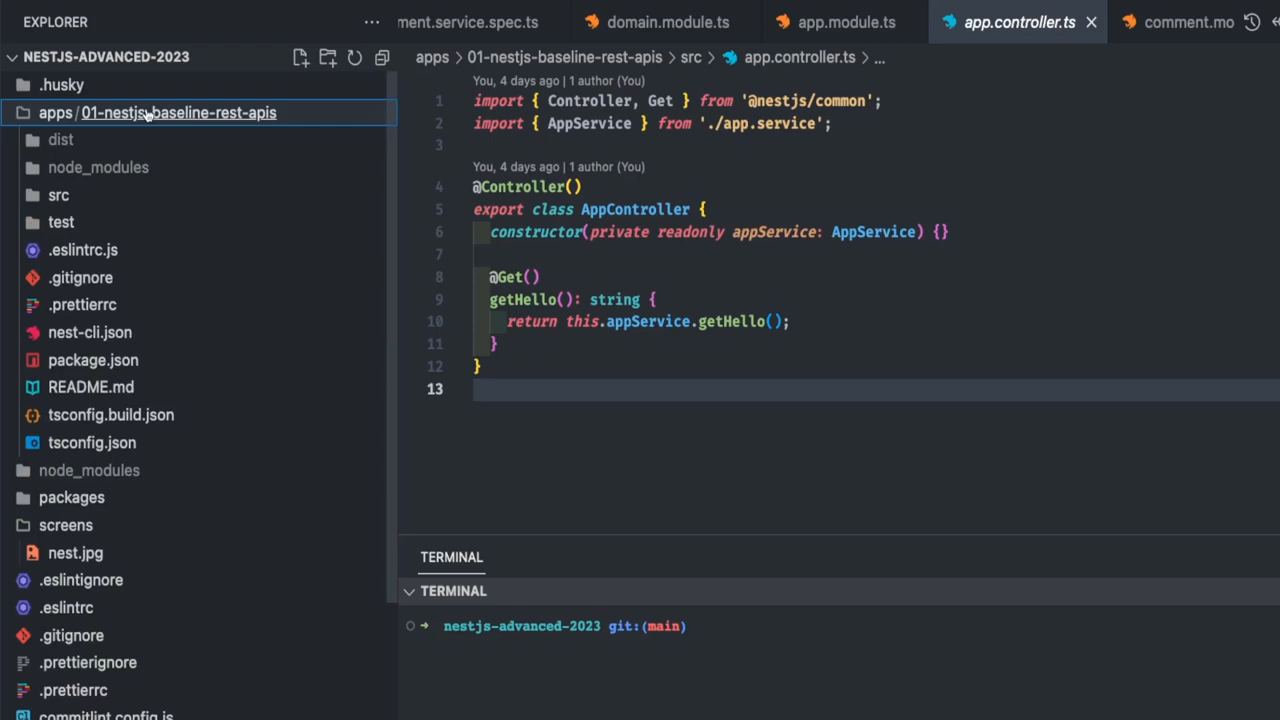 EXPLORER
ment.service.spec.ts
domain.module.ts
app.module.ts
app.controller.ts
comment.mo
NESTJS-ADVANCED-2023
.husky
apps/01-nestjs-baseline-rest-apis
dist
node_modules
src
test
.eslintrc.js
.gitignore
.prettierrc
nest-cli.json
package.json
README.md
tsconfig.build.json
tsconfig.json
node_modules
packages
screens
nest.jpg
.eslintignore
.eslintrc
.gitignore
.prettierignore
.prettierrc
commitlint.config.js
apps > 01-nestjs-baseline-rest-apis > src > app.controller.ts > ...
You, 4 days ago | 1 author (You)
1 import { Controller, Get } from '@nestjs/common';
2 import { AppService } from './app.service';
3
You, 4 days ago | 1 author (You)
4 @Controller()
5 export class AppController {
6 constructor(private readonly appService: AppService) {}
7
8 @Get()
9 getHello(): string {
10 return this.appService.getHello();
11 }
12 }
13
TERMINAL
TERMINAL
nestjs-advanced-2023 git:(main)